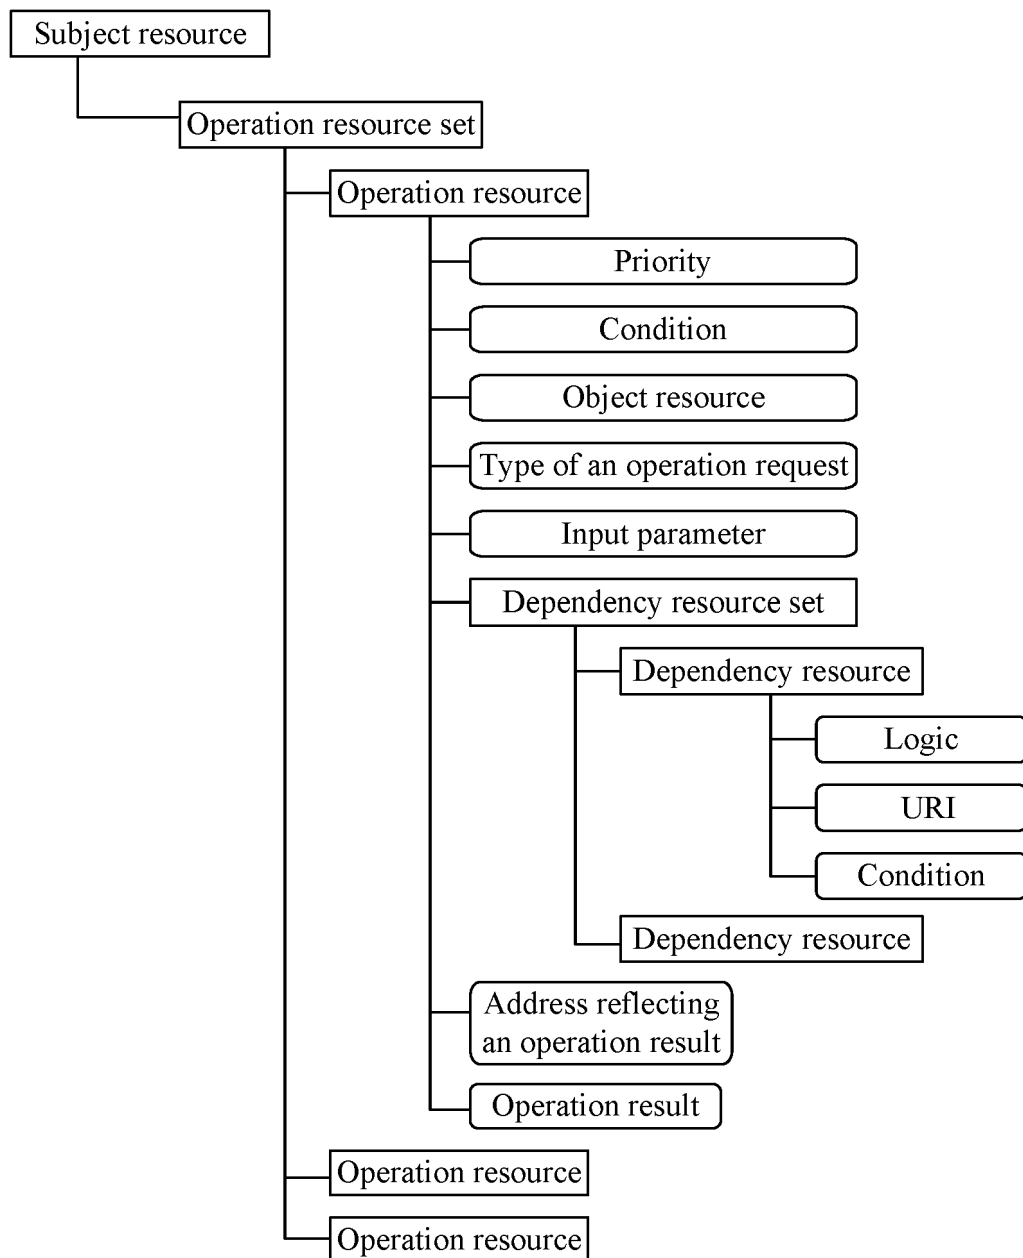 Subject resource
Operation resource set
Operation resource
Priority
Condition
Object resource
Type of an operation request
Input parameter
Dependency resource set
Dependency resource
Logic
URI
Condition
Dependency resource
Address reflecting
an operation result
Operation result
Operation resource
Operation resource